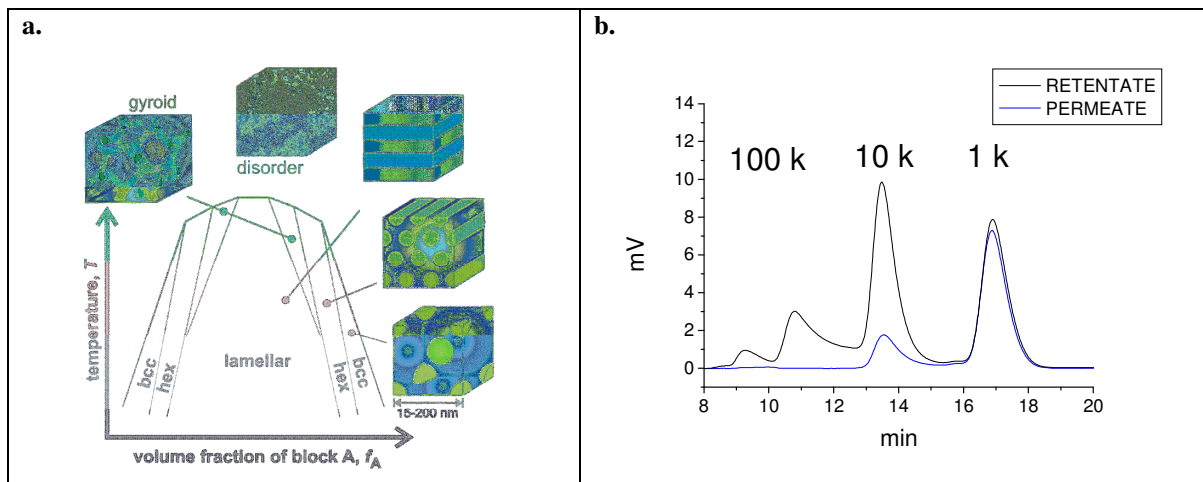 a.
gyroid
disorder
temperature, T
bcc
hex
lamellar
hex
bcc
15-200 nm
volume fraction of block A, fA
b.
RETENTATE
PERMEATE
100 k
10 k
1 k
14
12
10
8
6
4
2
0
mV
8
10
12
14
16
18
20
min